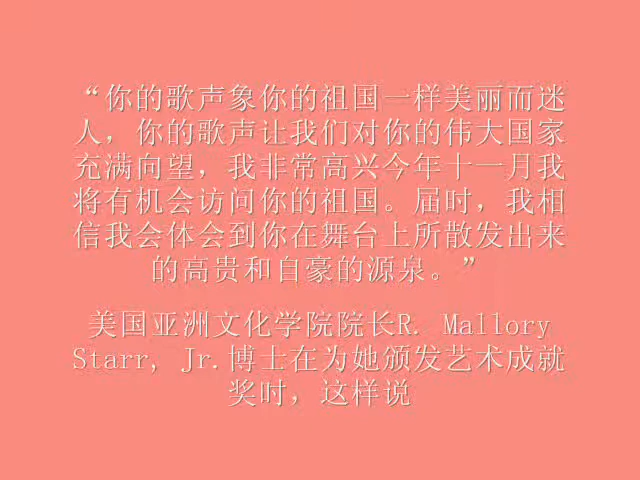 “你的歌声象你的祖国一样美丽而迷
人，你的歌声让我们对你的伟大国家
充满向望，我非常高兴今年十一月我
将有机会访问你的祖国。届时，我相
信我会体会到你在舞台上所散发出来
的高贵和自豪的源泉。”
美国亚洲文化学院院长R. Mallory
Starr, Jr.博士在为她颁发艺术成就
奖时，这样说